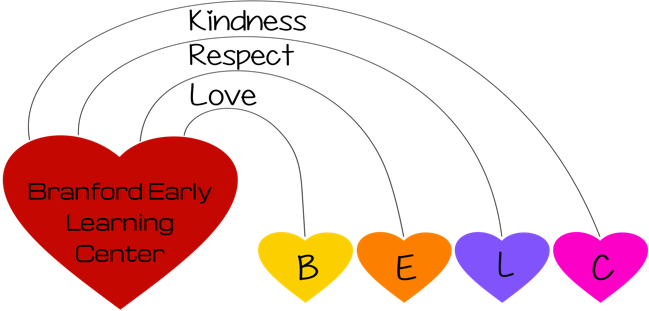 Kindness
Respect
Love
Branford Early
Learning
Center
B E L C